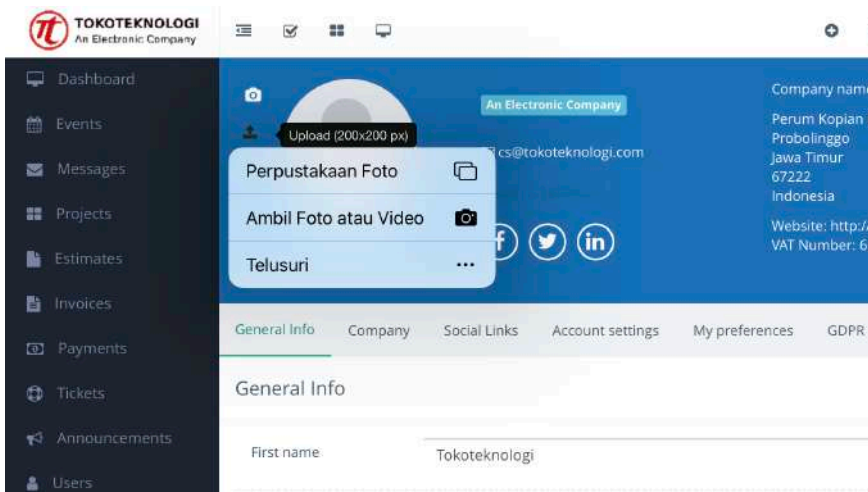 TOKOTEKNOLOGI
An Electronic Company
Dashboard
Events
Messages
Projects
Estimates
Invoices
Payments
Tickets
Announcements
Users
An Electronic Company
Upload (200x200 px)
cs@tokoteknologi.com
Perpustakaan Foto
Ambil Foto atau Video
Telusuri
Company name
Perum Kopian
Probolinggo
Jawa Timur
67222
Indonesia
Website: http://
VAT Number: 6
General Info
Company
Social Links
Account settings
My preferences
GDPR
General Info
First name
Tokoteknologi